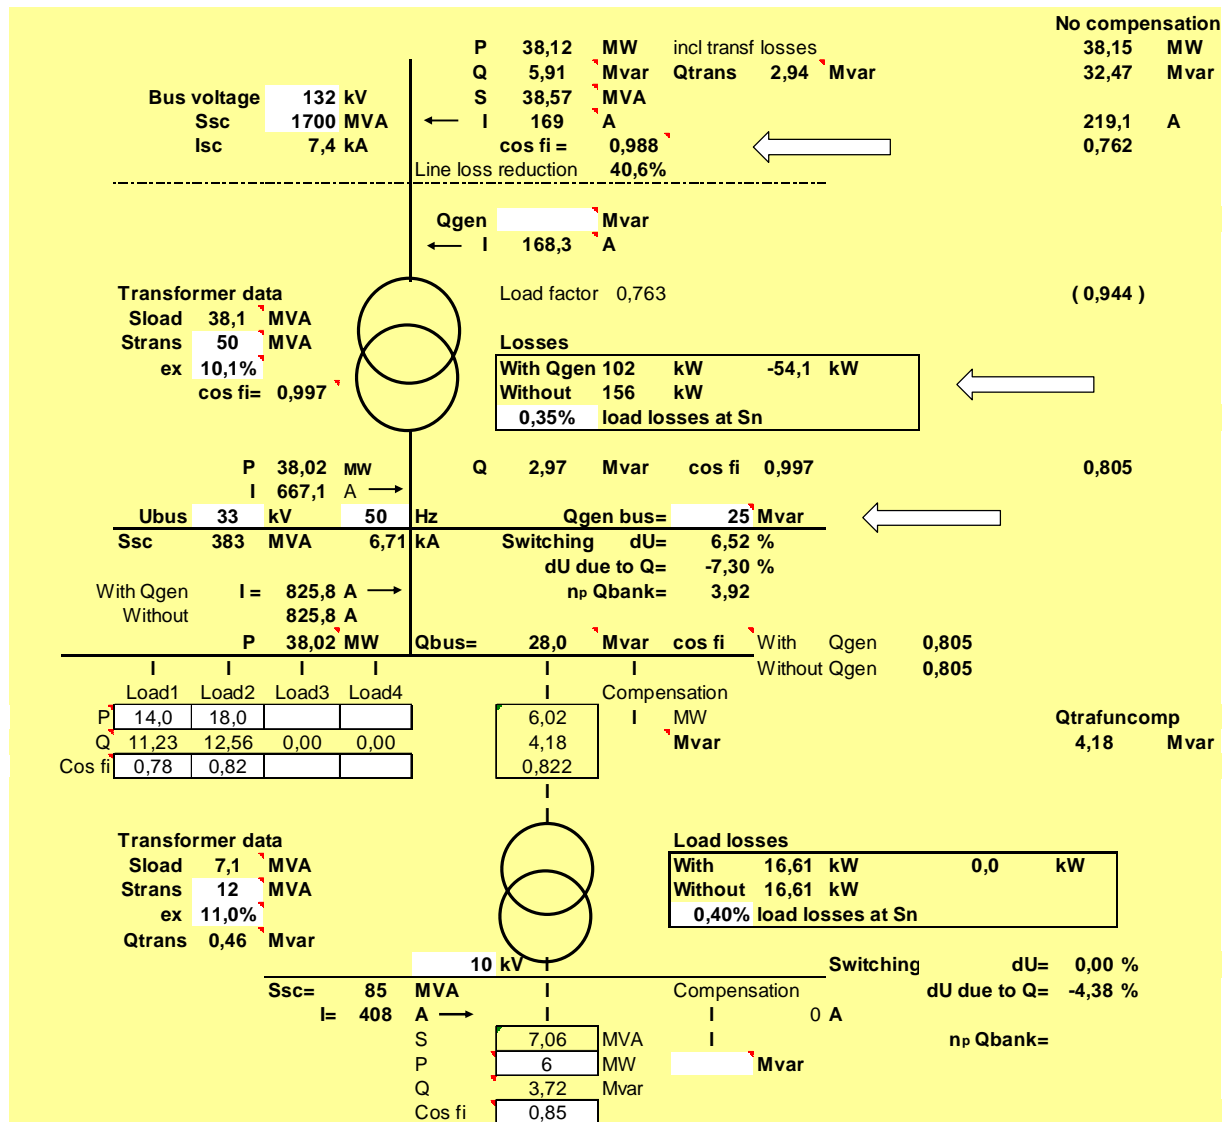 No compensation
P 38,12 MW incl transf losses 38,15 MW
Q 5,91 Mvar Qtrans 2,94 Mvar 32,47 Mvar
Bus voltage 132 kV S 38,57 MVA
Ssc 1700 MVA I 169 A 219,1 A
Isc 7,4 kA cos fi = 0,988 0,762
Line loss reduction 40,6%
Qgen Mvar
I 168,3 A
Transformer data Load factor 0,763 ( 0,944 )
Sload 38,1 MVA
Strans 50 MVA Losses
ex 10,1% With Qgen 102 kW -54,1 kW
cos fi= 0,997 Without 156 kW
0,35% load losses at Sn
P 38,02 MW Q 2,97 Mvar cos fi 0,997 0,805
I 667,1 A
Ubus 33 kV 50 Hz Qgen bus= 25 Mvar
Ssc 383 MVA 6,71 kA Switching dU= 6,52 %
dU due to Q= -7,30 %
With Qgen I = 825,8 A np Qbank= 3,92
Without 825,8 A
P 38,02 MW Qbus= 28,0 Mvar cos fi With Qgen 0,805
I I I I I I Without Qgen 0,805
Load1 Load2 Load3 Load4 I Compensation
P 14,0 18,0 6,02 I MW Qtrafuncomp
Q 11,23 12,56 0,00 0,00 4,18 Mvar 4,18 Mvar
Cos fi 0,78 0,82 0,822
I
I
Transformer data Load losses
Sload 7,1 MVA With 16,61 kW 0,0 kW
Strans 12 MVA Without 16,61 kW
ex 11,0% 0,40% load losses at Sn
Qtrans 0,46 Mvar
10 kV I Switching dU= 0,00 %
Ssc= 85 MVA I Compensation dU due to Q= -4,38 %
I= 408 A I I 0 A
S 7,06 MVA I np Qbank=
P 6 MW Mvar
Q 3,72 Mvar
Cos fi 0,85